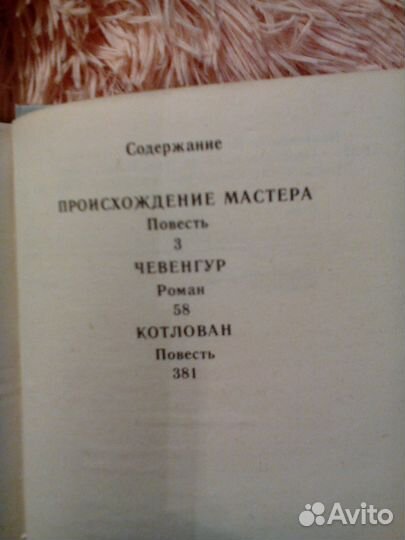 Содержание
ПРОИСХОЖДЕНИЕ МАСТЕРА
Повесть
3
ЧЕВЕНГУР
Роман
58
КОТЛОВАН
Повесть
381
Avito